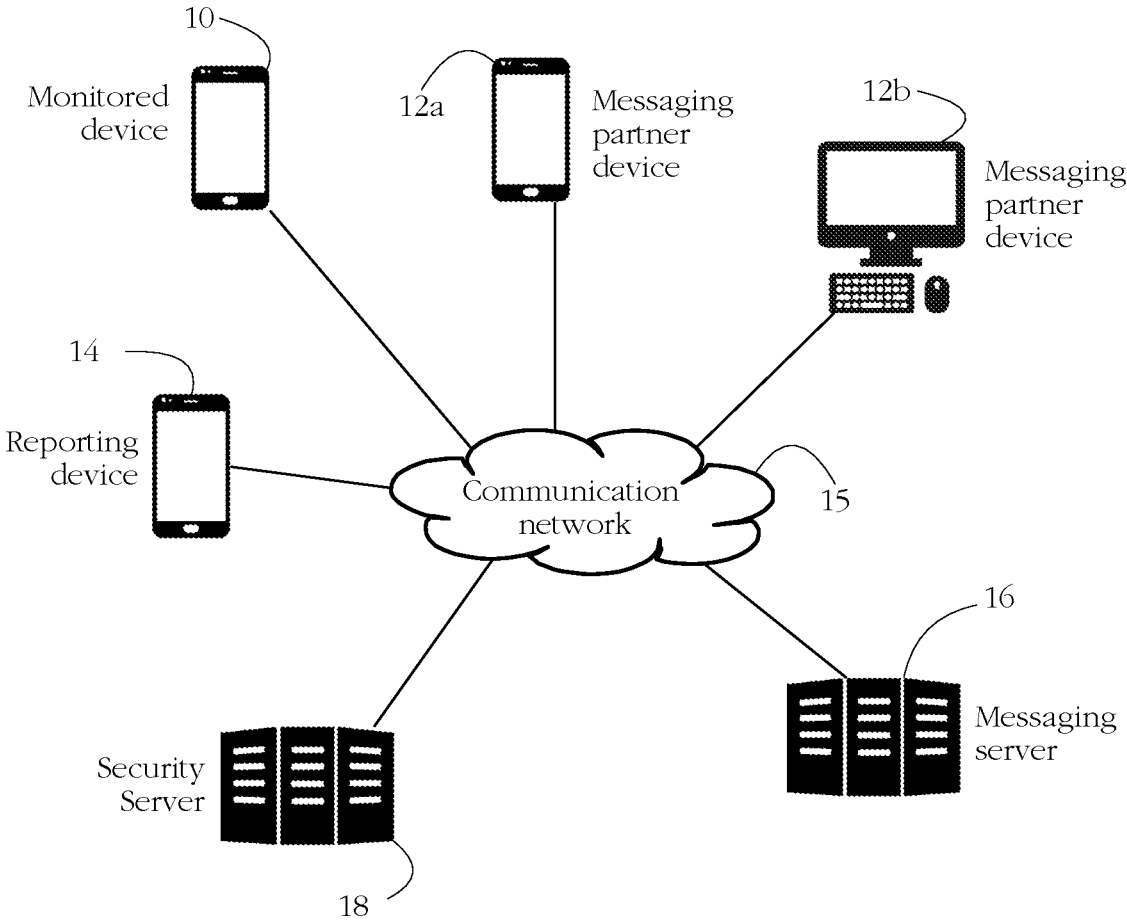 10
Monitored
device
12a
Messaging
partner
device
12b
Messaging
partner
device
14
Reporting
device
Communication
network
15
16
Messaging
server
Security
Server
18